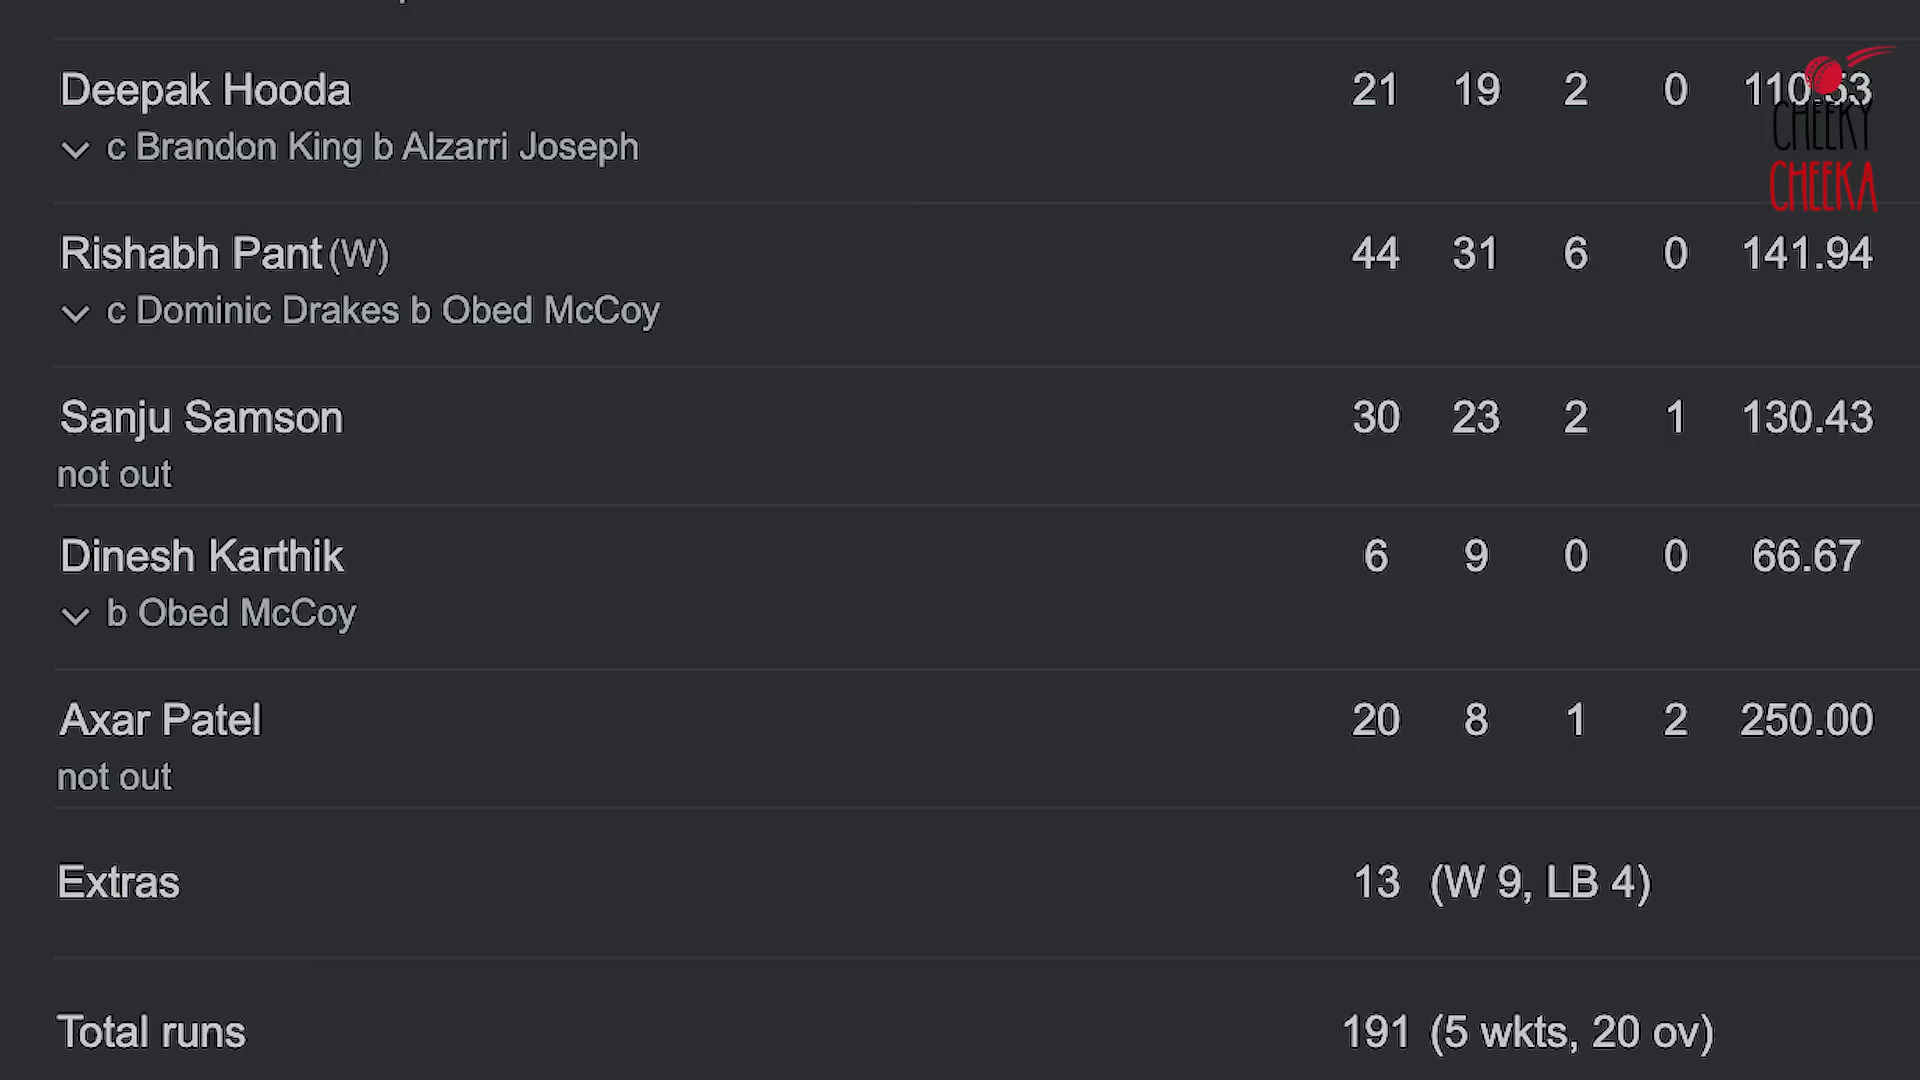 Deepak Hooda 21 19 2 0 110.53
c Brandon King b Alzarri Joseph
CHEEKY
CHEEKA
Rishabh Pant (W) 44 31 6 0 141.94
c Dominic Drakes b Obed McCoy
Sanju Samson 30 23 2 1 130.43
not out
Dinesh Karthik 6 9 0 0 66.67
b Obed McCoy
Axar Patel 20 8 1 2 250.00
not out
Extras 13 (W 9, LB 4)
Total runs 191 (5 wkts, 20 ov)